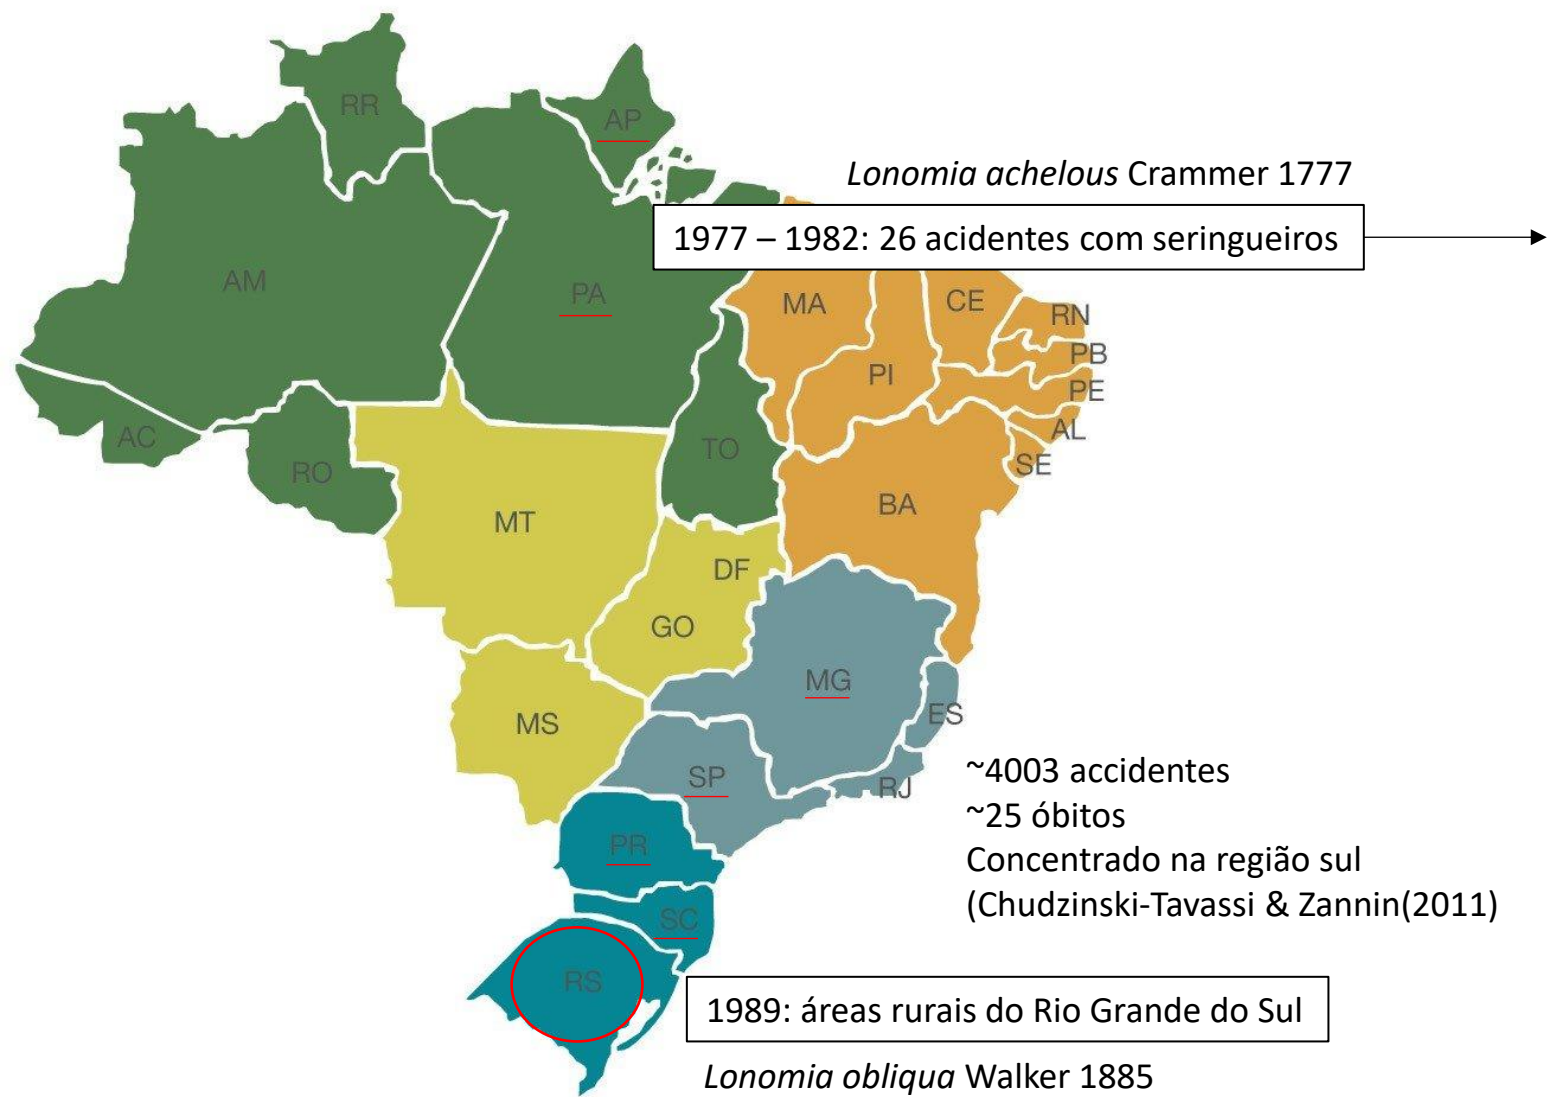 RR
AP
Lonomia achelous Crammer 1777
1977 – 1982: 26 acidentes com seringueiros
AM
PA
MA
CE
RN
PB
PI
PE
AC
AL
TO
SE
RO
BA
MT
DF
GO
MG
MS
ES
SP
RJ
~4003 accidentes
~25 óbitos
Concentrado na região sul
(Chudzinski-Tavassi & Zannin(2011)
PR
SC
RS
1989: áreas rurais do Rio Grande do Sul
Lonomia obliqua Walker 1885